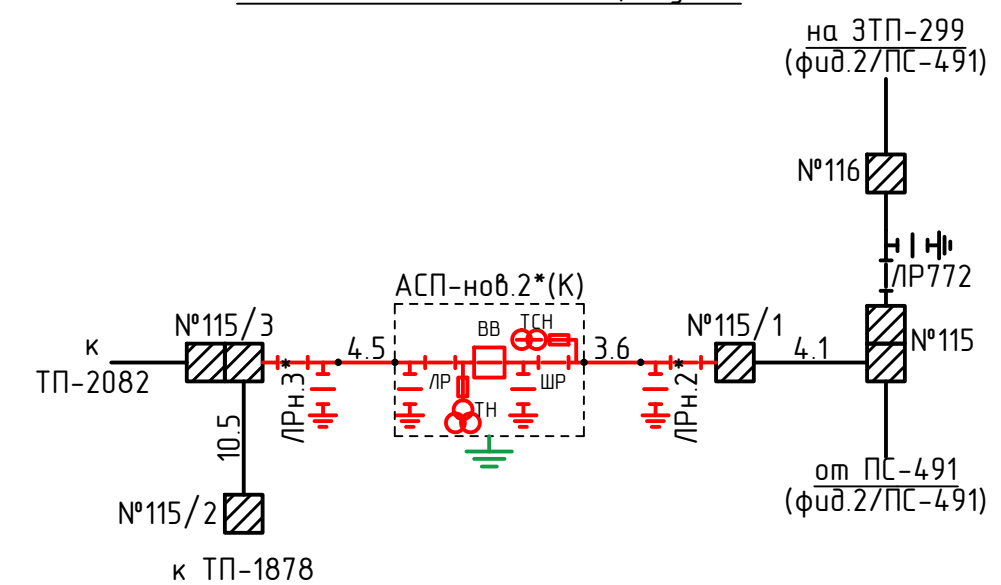 на ЗТП-299
(фид.2/ПС-491)
№116
ЛР772
АСП-нов.2*(К)
№115/3
ВВ
ТСН
№115/1
№115
к
ТП-2082
4.5
3.6
4.1
ЛРн.3*
ЛР
ШР
ТН
ЛРн.2*
10.5
№115/2
от ПС-491
(фид.2/ПС-491)
к ТП-1878